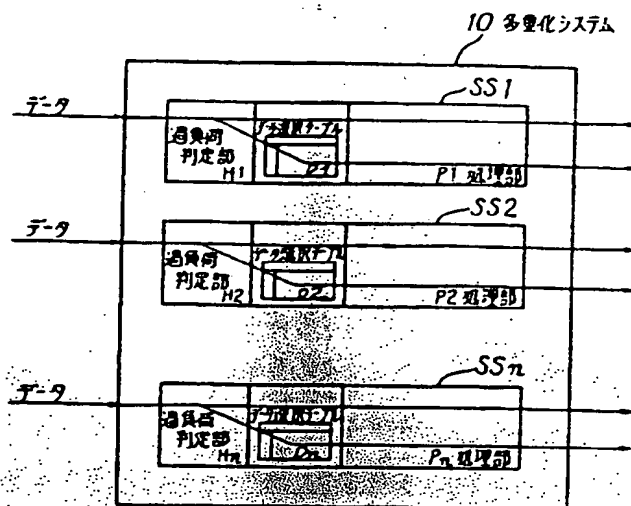 10 多重化システム
SS1
データ
過負荷
判定部
H1
データ選択テーブル
D1
P1 処理部
SS2
データ
過負荷
判定部
H2
データ選択テーブル
D2
P2 処理部
SSn
データ
過負荷
判定部
Hn
データ選択テーブル
Dn
Pn 処理部